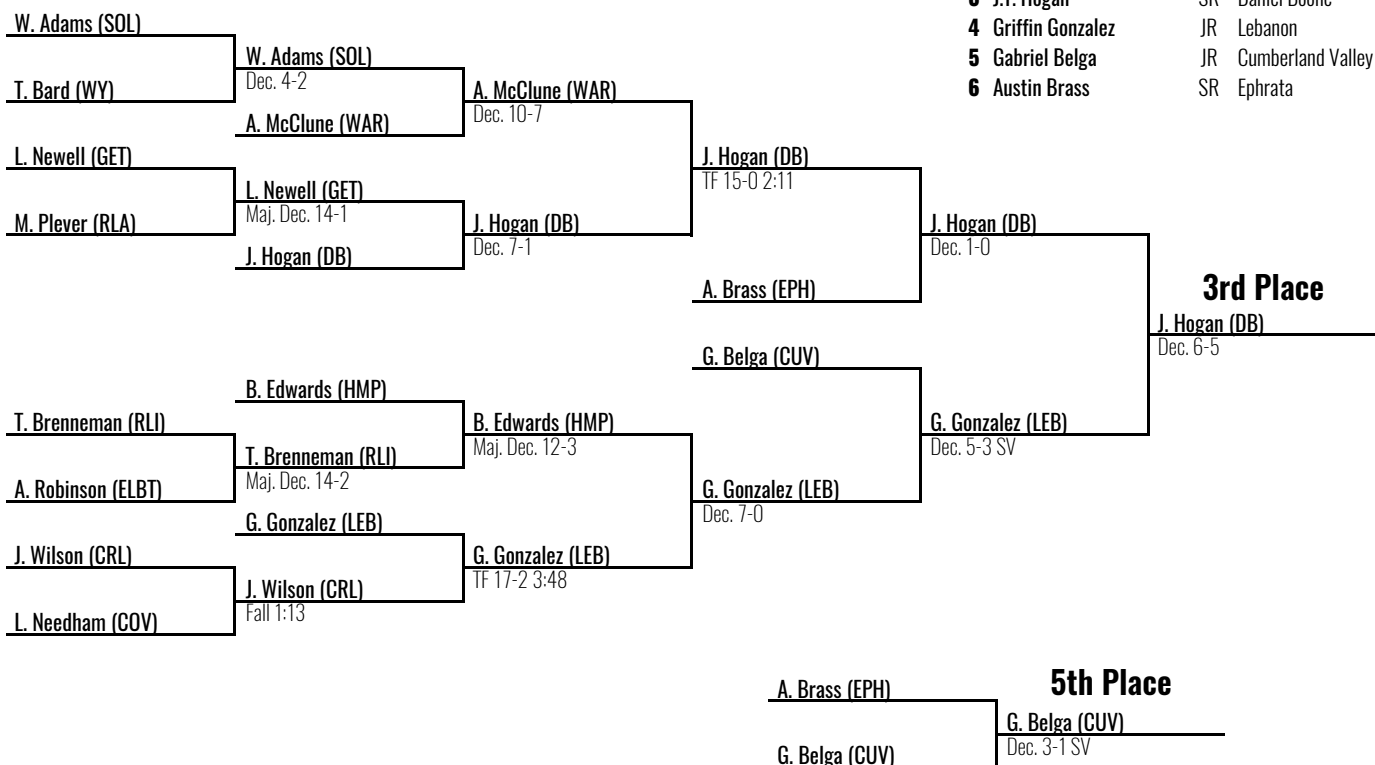 3 J.T. Hogan SR Daniel Boone
4 Griffin Gonzalez JR Lebanon
5 Gabriel Belga JR Cumberland Valley
6 Austin Brass SR Ephrata
W. Adams (SOL)
T. Bard (WY)
L. Newell (GET)
M. Plever (RLA)
T. Brenneman (RLI)
A. Robinson (ELBT)
J. Wilson (CRL)
L. Needham (COV)
W. Adams (SOL)
Dec. 4-2
A. McClune (WAR)
L. Newell (GET)
Maj. Dec. 14-1
J. Hogan (DB)
B. Edwards (HMP)
T. Brenneman (RLI)
Maj. Dec. 14-2
G. Gonzalez (LEB)
J. Wilson (CRL)
Fall 1:13
A. McClune (WAR)
Dec. 10-7
J. Hogan (DB)
Dec. 7-1
B. Edwards (HMP)
Maj. Dec. 12-3
G. Gonzalez (LEB)
TF 17-2 3:48
J. Hogan (DB)
TF 15-0 2:11
A. Brass (EPH)
G. Belga (CUV)
G. Gonzalez (LEB)
Dec. 7-0
J. Hogan (DB)
Dec. 1-0
G. Gonzalez (LEB)
Dec. 5-3 SV
3rd Place
J. Hogan (DB)
Dec. 6-5
5th Place
A. Brass (EPH)
G. Belga (CUV)
G. Belga (CUV)
Dec. 3-1 SV